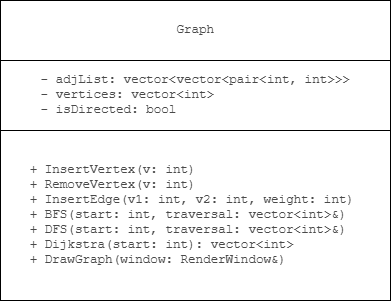 Graph
- adjList: vector<vector<pair<int, int>>>
- vertices: vector<int>
- isDirected: bool
+ InsertVertex(v: int)
+ RemoveVertex(v: int)
+ InsertEdge(v1: int, v2: int, weight: int)
+ BFS(start: int, traversal: vector<int>&)
+ DFS(start: int, traversal: vector<int>&)
+ Dijkstra(start: int): vector<int>
+ DrawGraph(window: RenderWindow&)